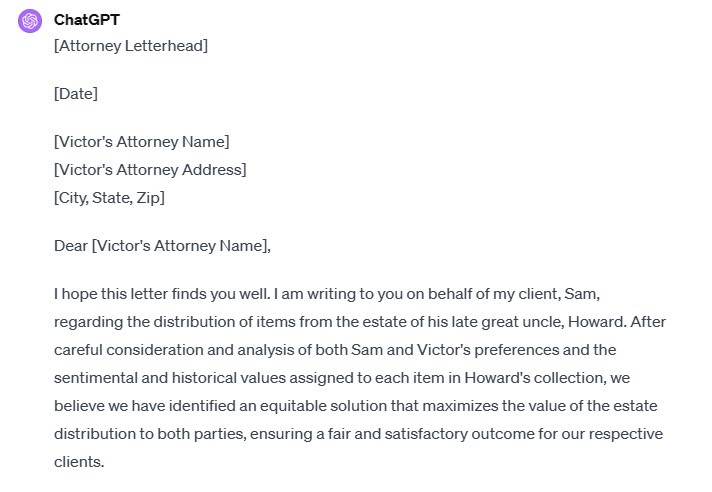 ChatGPT
[Attorney Letterhead]
[Date]
[Victor's Attorney Name]
[Victor's Attorney Address]
[City, State, Zip]
Dear [Victor's Attorney Name],
I hope this letter finds you well. I am writing to you on behalf of my client, Sam,
regarding the distribution of items from the estate of his late great uncle, Howard. After
careful consideration and analysis of both Sam and Victor's preferences and the
sentimental and historical values assigned to each item in Howard's collection, we
believe we have identified an equitable solution that maximizes the value of the estate
distribution to both parties, ensuring a fair and satisfactory outcome for our respective
clients.